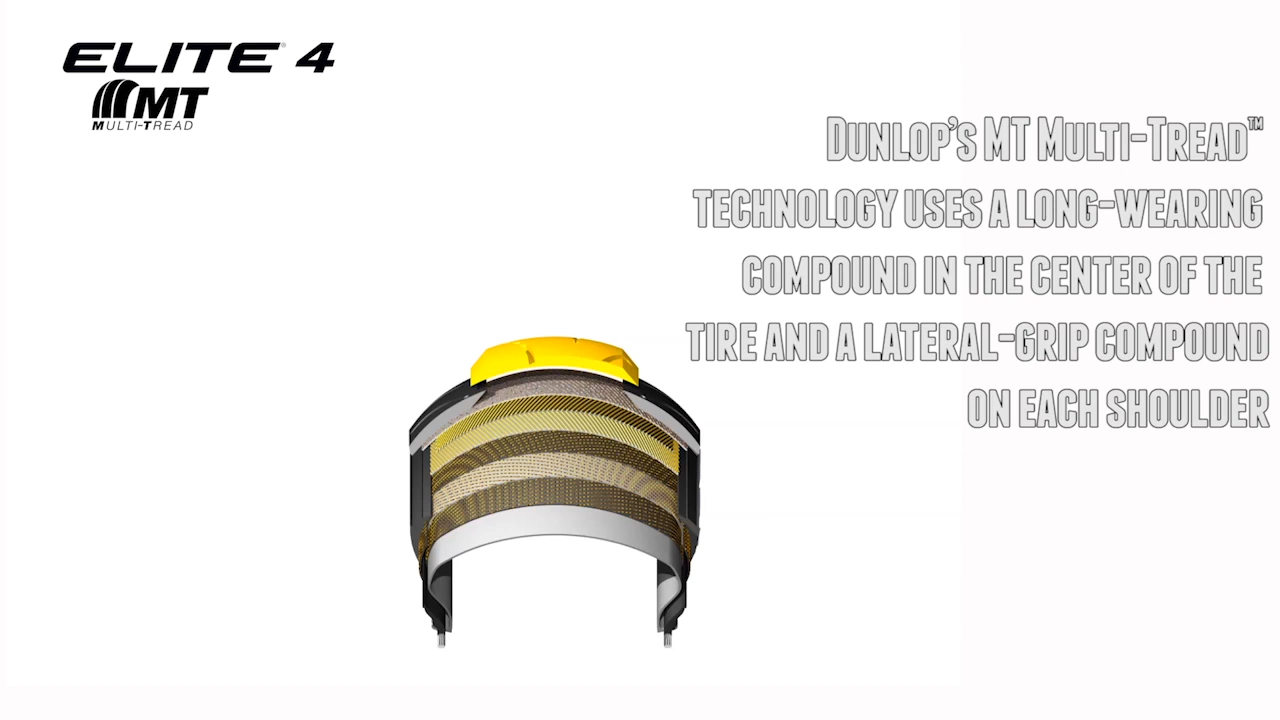 ELITE® 4
MT
MULTI-TREAD
DUNLOP'S MT MULTI-TREAD™
TECHNOLOGY USES A LONG-WEARING
COMPOUND IN THE CENTER OF THE
TIRE AND A LATERAL-GRIP COMPOUND
ON EACH SHOULDER